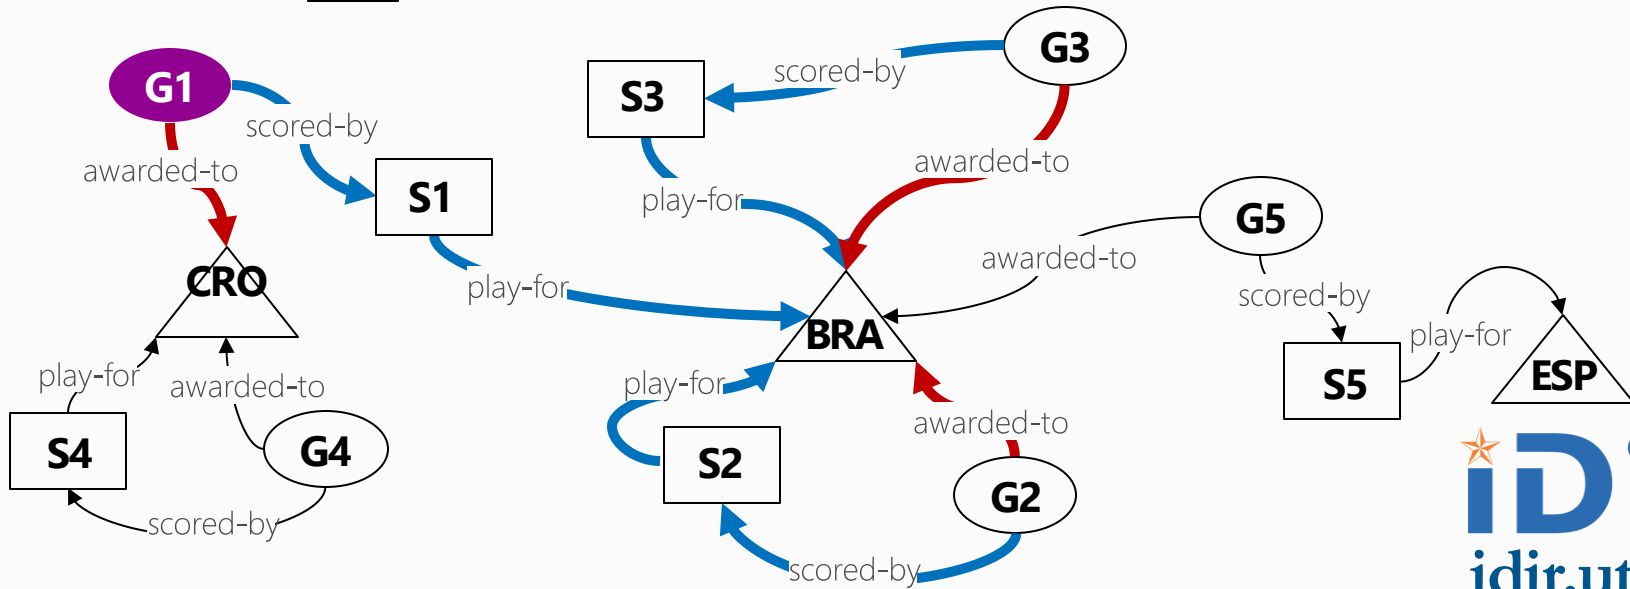 G1
scored-by
awarded-to
S1
play-for
CRO
play-for
awarded-to
S4
G4
scored-by
G3
scored-by
S3
awarded-to
play-for
BRA
play-for
S2
awarded-to
G2
scored-by
G5
awarded-to
scored-by
play-for
S5
ESP
iD
idir.ut